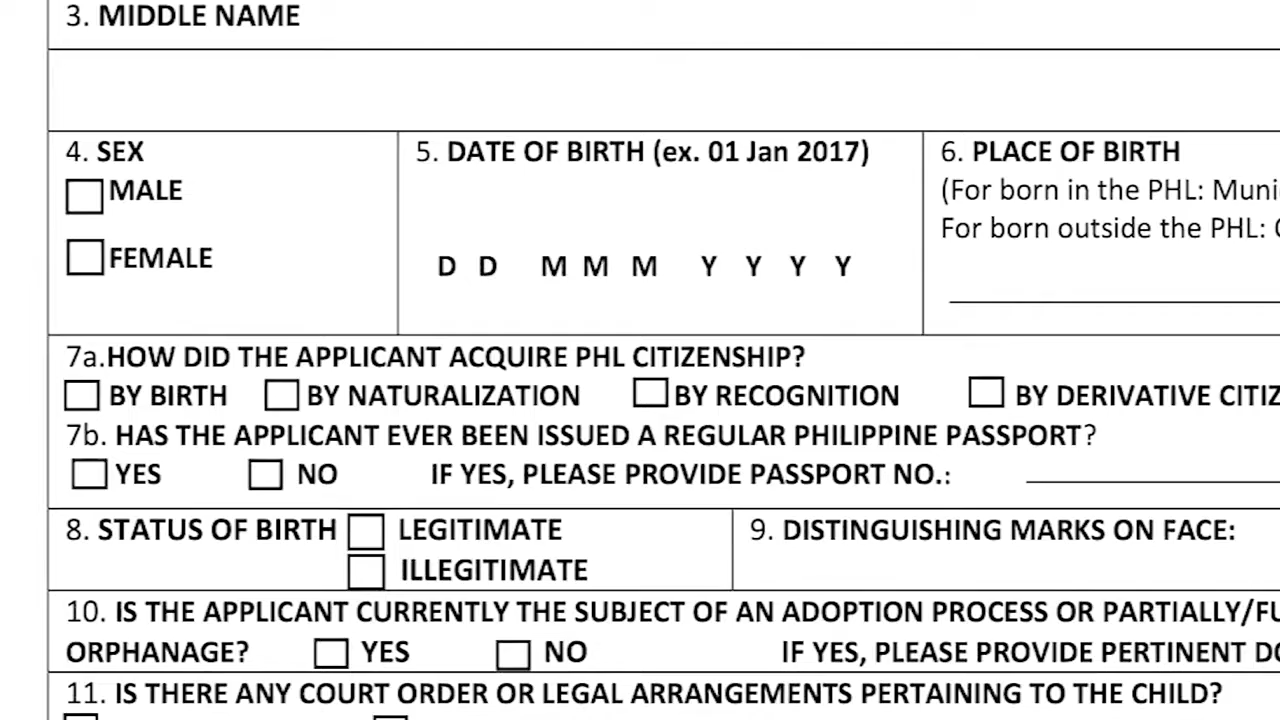 3. MIDDLE NAME
4. SEX
MALE
FEMALE
5. DATE OF BIRTH (ex. 01 Jan 2017)
D D M M M Y Y Y Y
6. PLACE OF BIRTH
(For born in the PHL: Muni
For born outside the PHL:
7a.HOW DID THE APPLICANT ACQUIRE PHL CITIZENSHIP?
BY BIRTH BY NATURALIZATION BY RECOGNITION BY DERIVATIVE CITIZ
7b. HAS THE APPLICANT EVER BEEN ISSUED A REGULAR PHILIPPINE PASSPORT?
YES NO IF YES, PLEASE PROVIDE PASSPORT NO.:
8. STATUS OF BIRTH LEGITIMATE
ILLEGITIMATE
9. DISTINGUISHING MARKS ON FACE:
10. IS THE APPLICANT CURRENTLY THE SUBJECT OF AN ADOPTION PROCESS OR PARTIALLY/FU
ORPHANAGE? YES NO IF YES, PLEASE PROVIDE PERTINENT DO
11. IS THERE ANY COURT ORDER OR LEGAL ARRANGEMENTS PERTAINING TO THE CHILD?